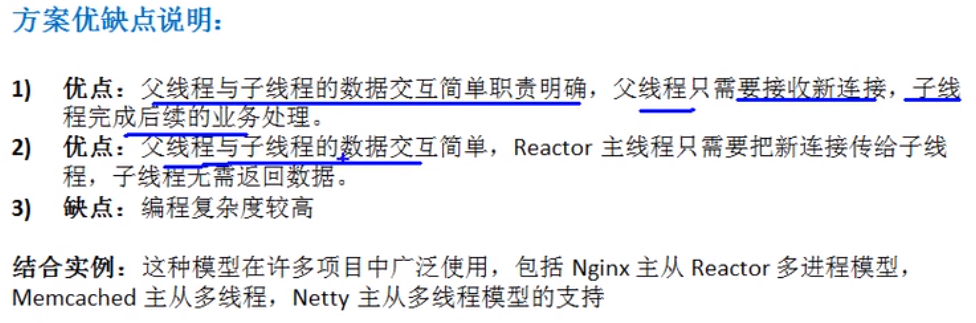 方案优缺点说明：
1) 优点：父线程与子线程的数据交互简单职责明确，父线程只需要接收新连接，子线
程完成后续的业务处理。
2) 优点：父线程与子线程的数据交互简单，Reactor 主线程只需要把新连接传给子线
程，子线程无需返回数据。
3) 缺点：编程复杂度较高
结合实例：这种模型在许多项目中广泛使用，包括 Nginx 主从 Reactor 多进程模型，
Memcached 主从多线程，Netty 主从多线程模型的支持